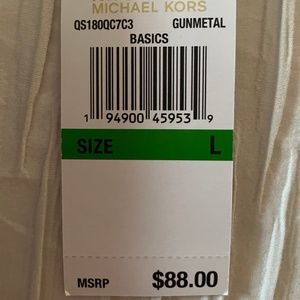 MICHAEL KORS
QS180QC7C3 GUNMETAL
BASICS
1 94900 45953 9
SIZE L
MSRP $88.00